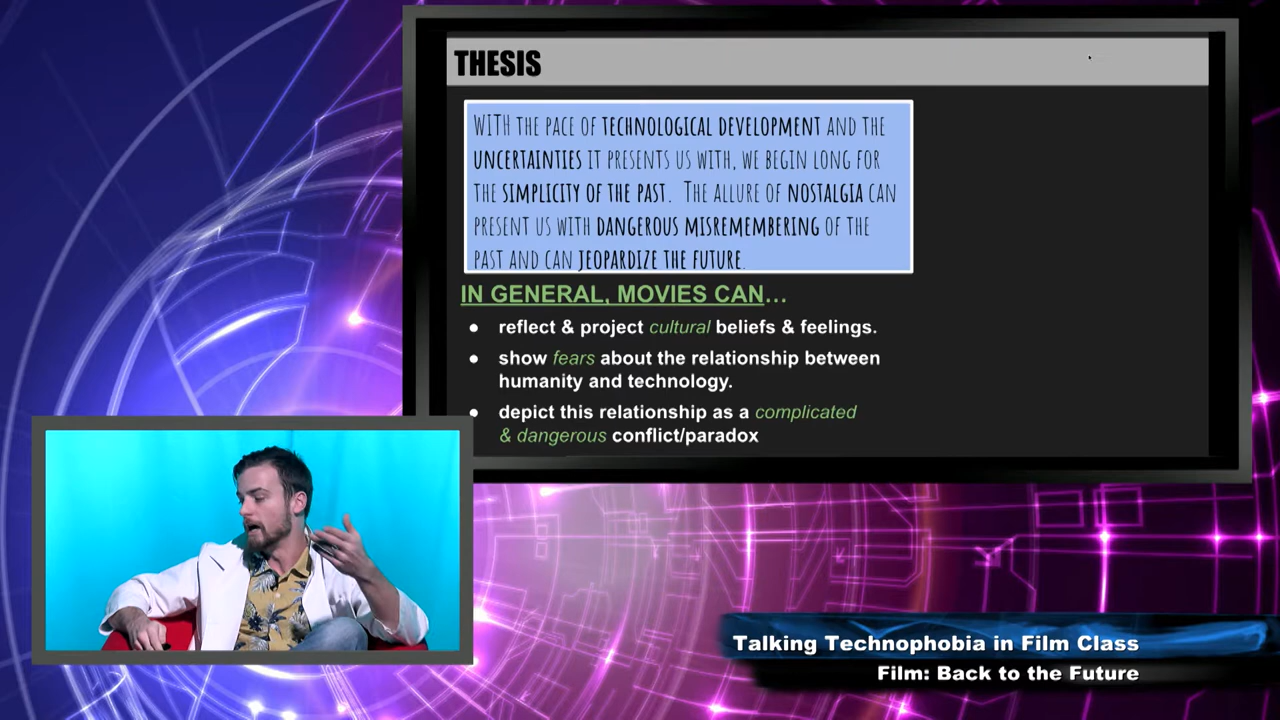 THESIS
WITH THE PACE OF TECHNOLOGICAL DEVELOPMENT AND THE
UNCERTAINTIES IT PRESENTS US WITH, WE BEGIN LONG FOR
THE SIMPLICITY OF THE PAST. THE ALLURE OF NOSTALGIA CAN
PRESENT US WITH DANGEROUS MISREMEMBERING OF THE
PAST AND CAN JEOPARDIZE THE FUTURE.
IN GENERAL, MOVIES CAN...
● reflect & project cultural beliefs & feelings.
● show fears about the relationship between
humanity and technology.
● depict this relationship as a complicated
& dangerous conflict/paradox
Talking Technophobia in Film Class
Film: Back to the Future